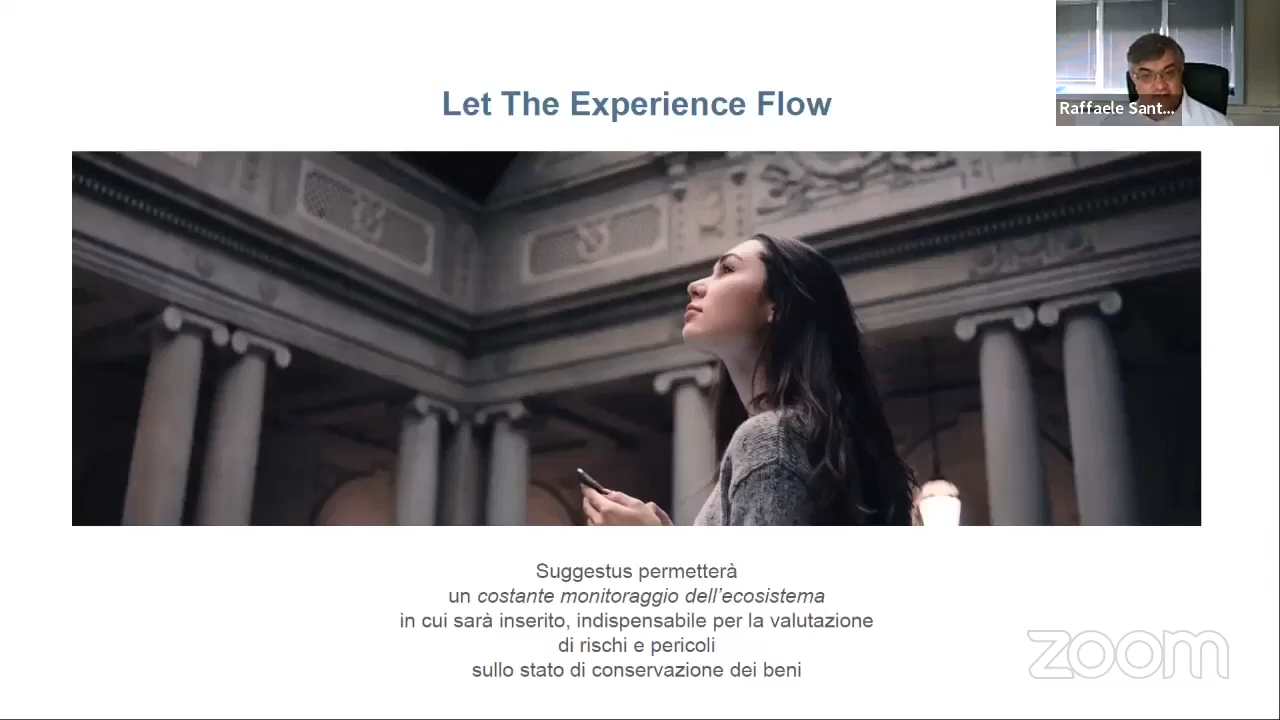 Let The Experience Flow
Raffaele Sant...
Suggestus permetterà
un costante monitoraggio dell'ecosistema
in cui sarà inserito, indispensabile per la valutazione
di rischi e pericoli
sullo stato di conservazione dei beni
zoom